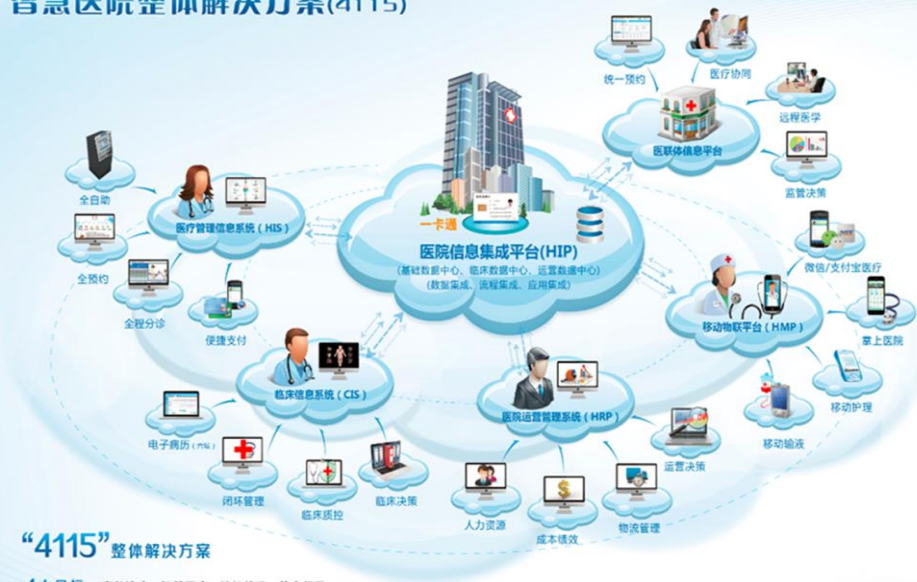 智慧医院整体解决方案(4115)
统一预约
医疗协同
远程医学
医联体信息平台
监管决策
全自助
医疗管理信息系统（HIS）
全预约
全程分诊
便捷支付
一卡通
医院信息集成平台(HIP)
(基础数据中心、临床数据中心、运营数据中心)
(数据集成、流程集成、应用集成)
微信/支付宝医疗
移动物联平台（HMP）
掌上医院
移动护理
移动输液
临床信息系统（CIS）
电子病历
闭环管理
临床质控
临床决策
医院运营管理系统（HRP）
运营决策
人力资源
成本绩效
物流管理
“4115”整体解决方案